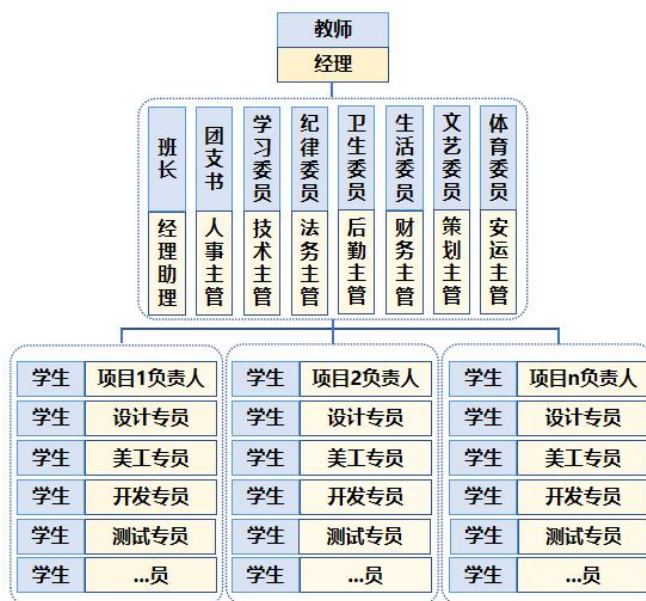 教师
经理
班长
团支书
学习委员
纪律委员
卫生委员
生活委员
文艺委员
体育委员
经理助理
人事主管
技术主管
法务主管
后勤主管
财务主管
策划主管
安运主管
学生 项目1负责人
学生 设计专员
学生 美工专员
学生 开发专员
学生 测试专员
学生 ...员
学生 项目2负责人
学生 设计专员
学生 美工专员
学生 开发专员
学生 测试专员
学生 ...员
学生 项目n负责人
学生 设计专员
学生 美工专员
学生 开发专员
学生 测试专员
学生 ...员